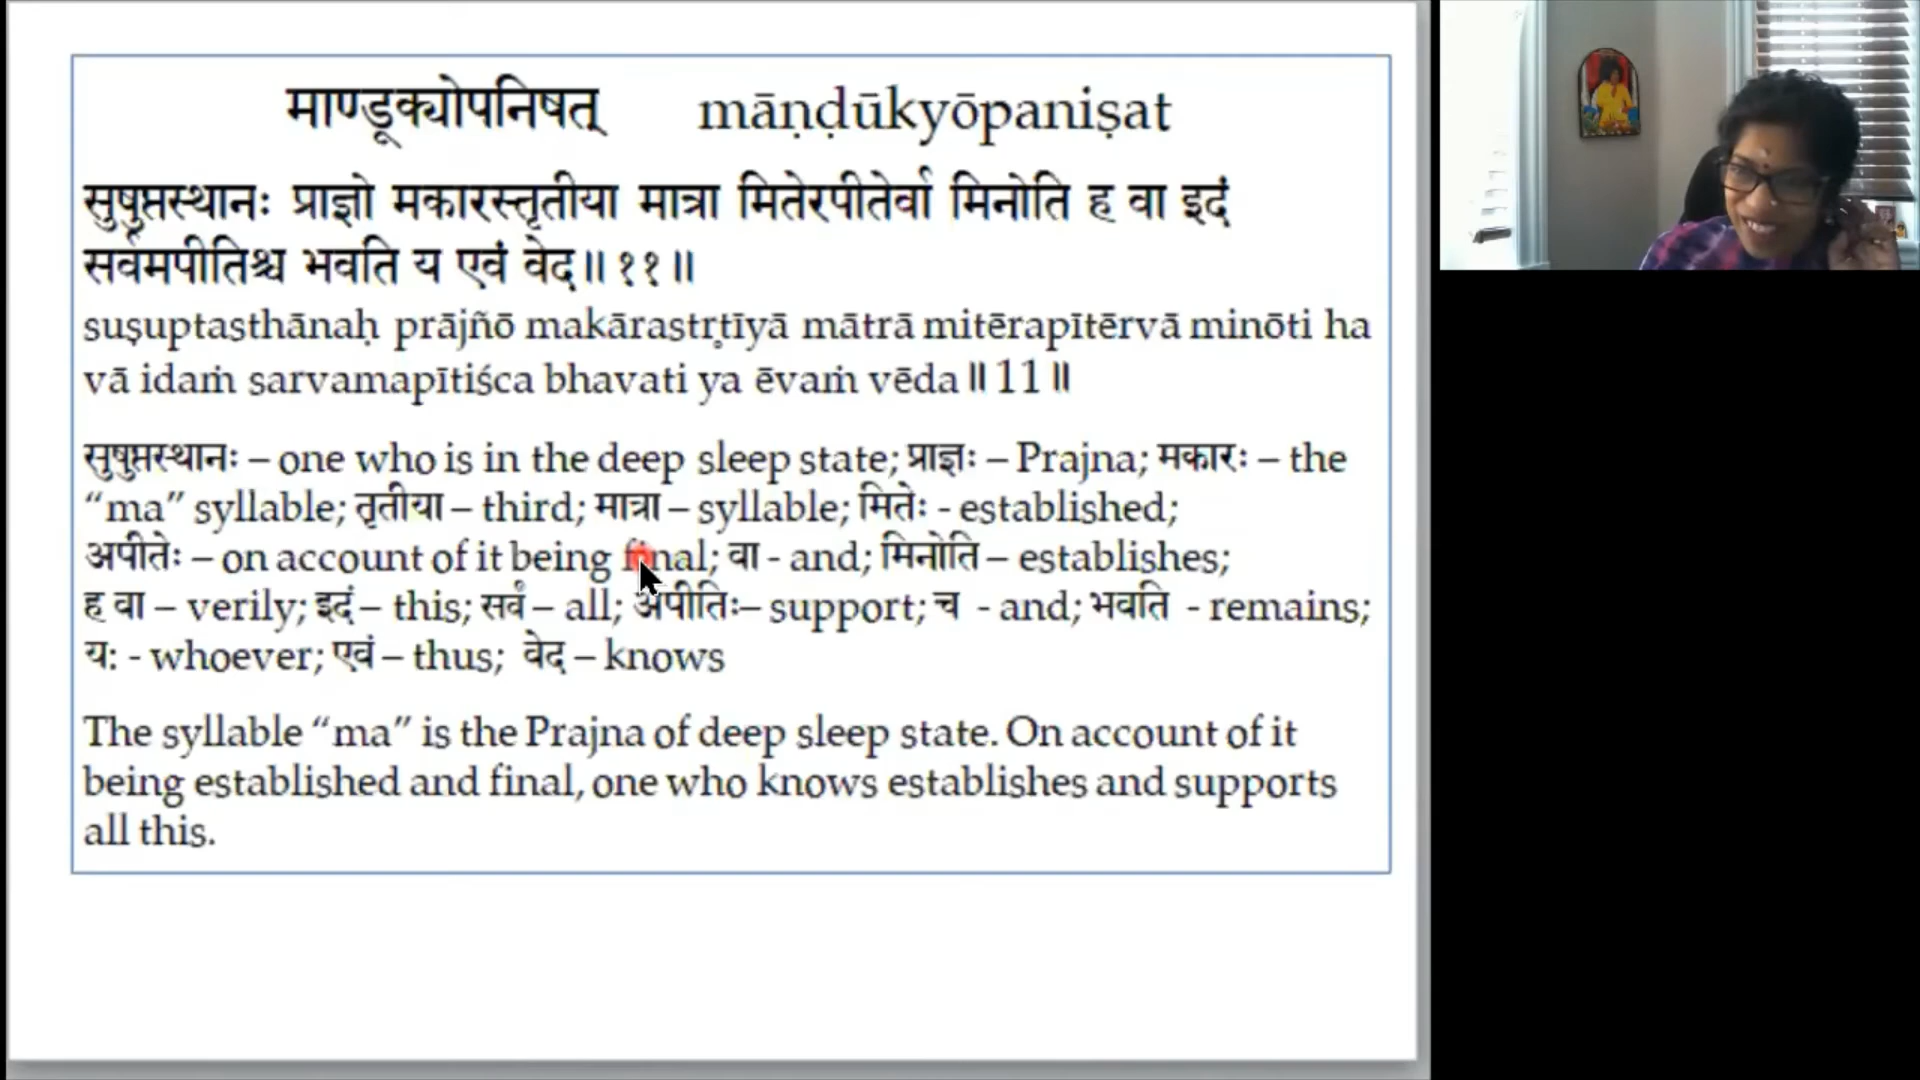 माण्डूक्योपनिषत् māṇḍūkyōpaniṣat
सुषुप्तस्थानः प्राज्ञो मकारस्तृतीया मात्रा मितेरपीतेर्वा मिनोति ह वा इदं
सर्वमपीतिश्च भवति य एवं वेद॥११॥
suṣuptasthānaḥ prājñō makārastr̥tīyā mātrā mitērapītērvā minōti ha
vā idaṁ sarvamapītiśca bhavati ya ēvaṁ vēda॥11॥
सुषुप्तस्थानः – one who is in the deep sleep state; प्राज्ञः – Prajna; मकारः – the
“ma” syllable; तृतीया – third; मात्रा – syllable; मितेः - established;
अपीतेः – on account of it being final; वा - and; मिनोति – establishes;
ह वा – verily; इदं – this; सर्वं – all; अपीतिः– support; च - and; भवति - remains;
यः - whoever; एवं – thus; वेद – knows
The syllable “ma” is the Prajna of deep sleep state. On account of it
being established and final, one who knows establishes and supports
all this.